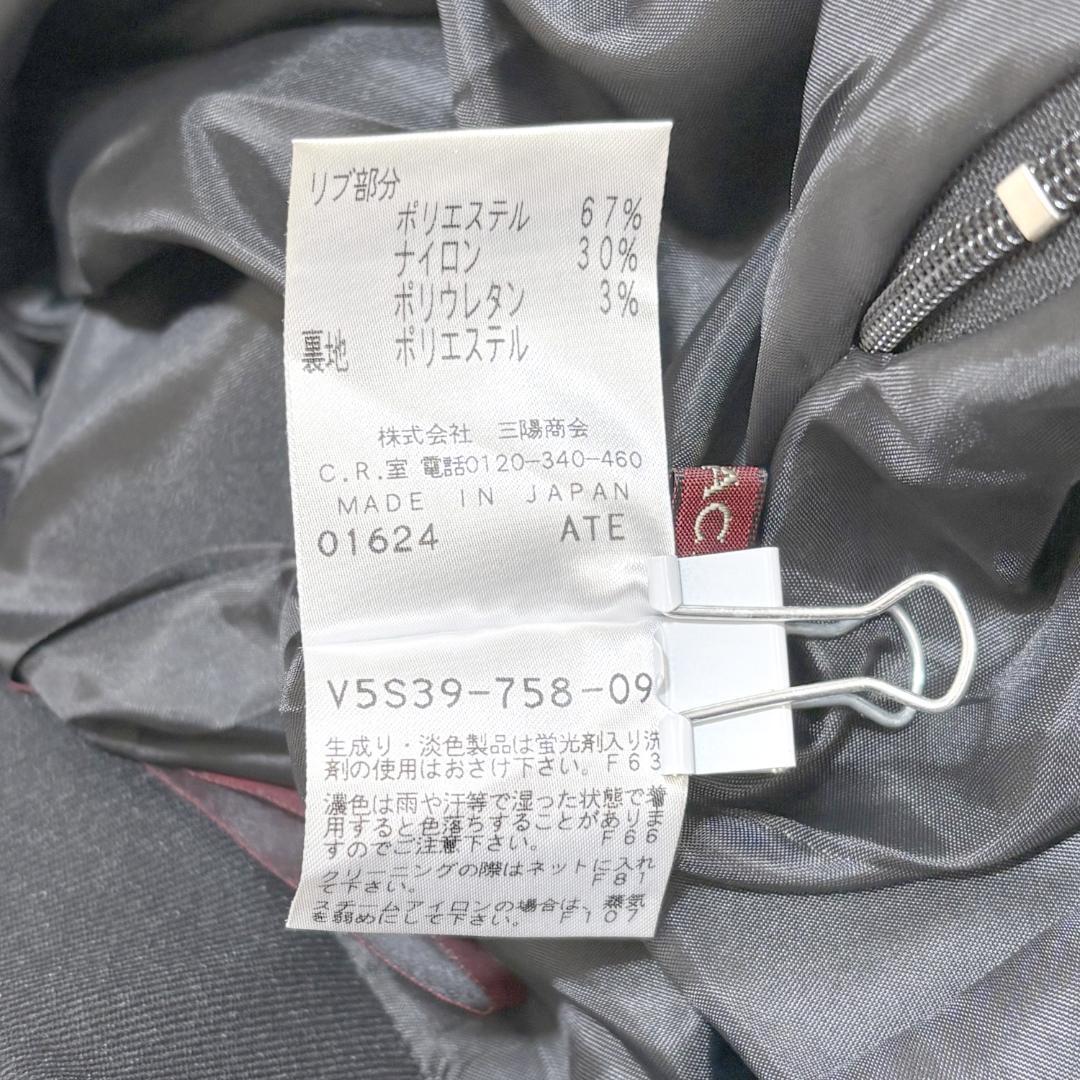 リブ部分
ポリエステル 67%
ナイロン 30%
ポリウレタン 3%
裏地 ポリエステル
株式会社 三陽商会
C.R.室 電話0120-340-460
MADE IN JAPAN
01624 ATE
AC
V5S39-758-09
生成り・淡色製品は蛍光剤入り洗
剤の使用はおさけ下さい。F63
濃色は雨や汗等で湿った状態で着
用すると色落ちすることがありま
すのでご注意下さい。 F66
クリーニングの際はネットに入れ
て下さい。 F81
スチームアイロンの場合は、蒸気
を弱めにして下さい。 F107